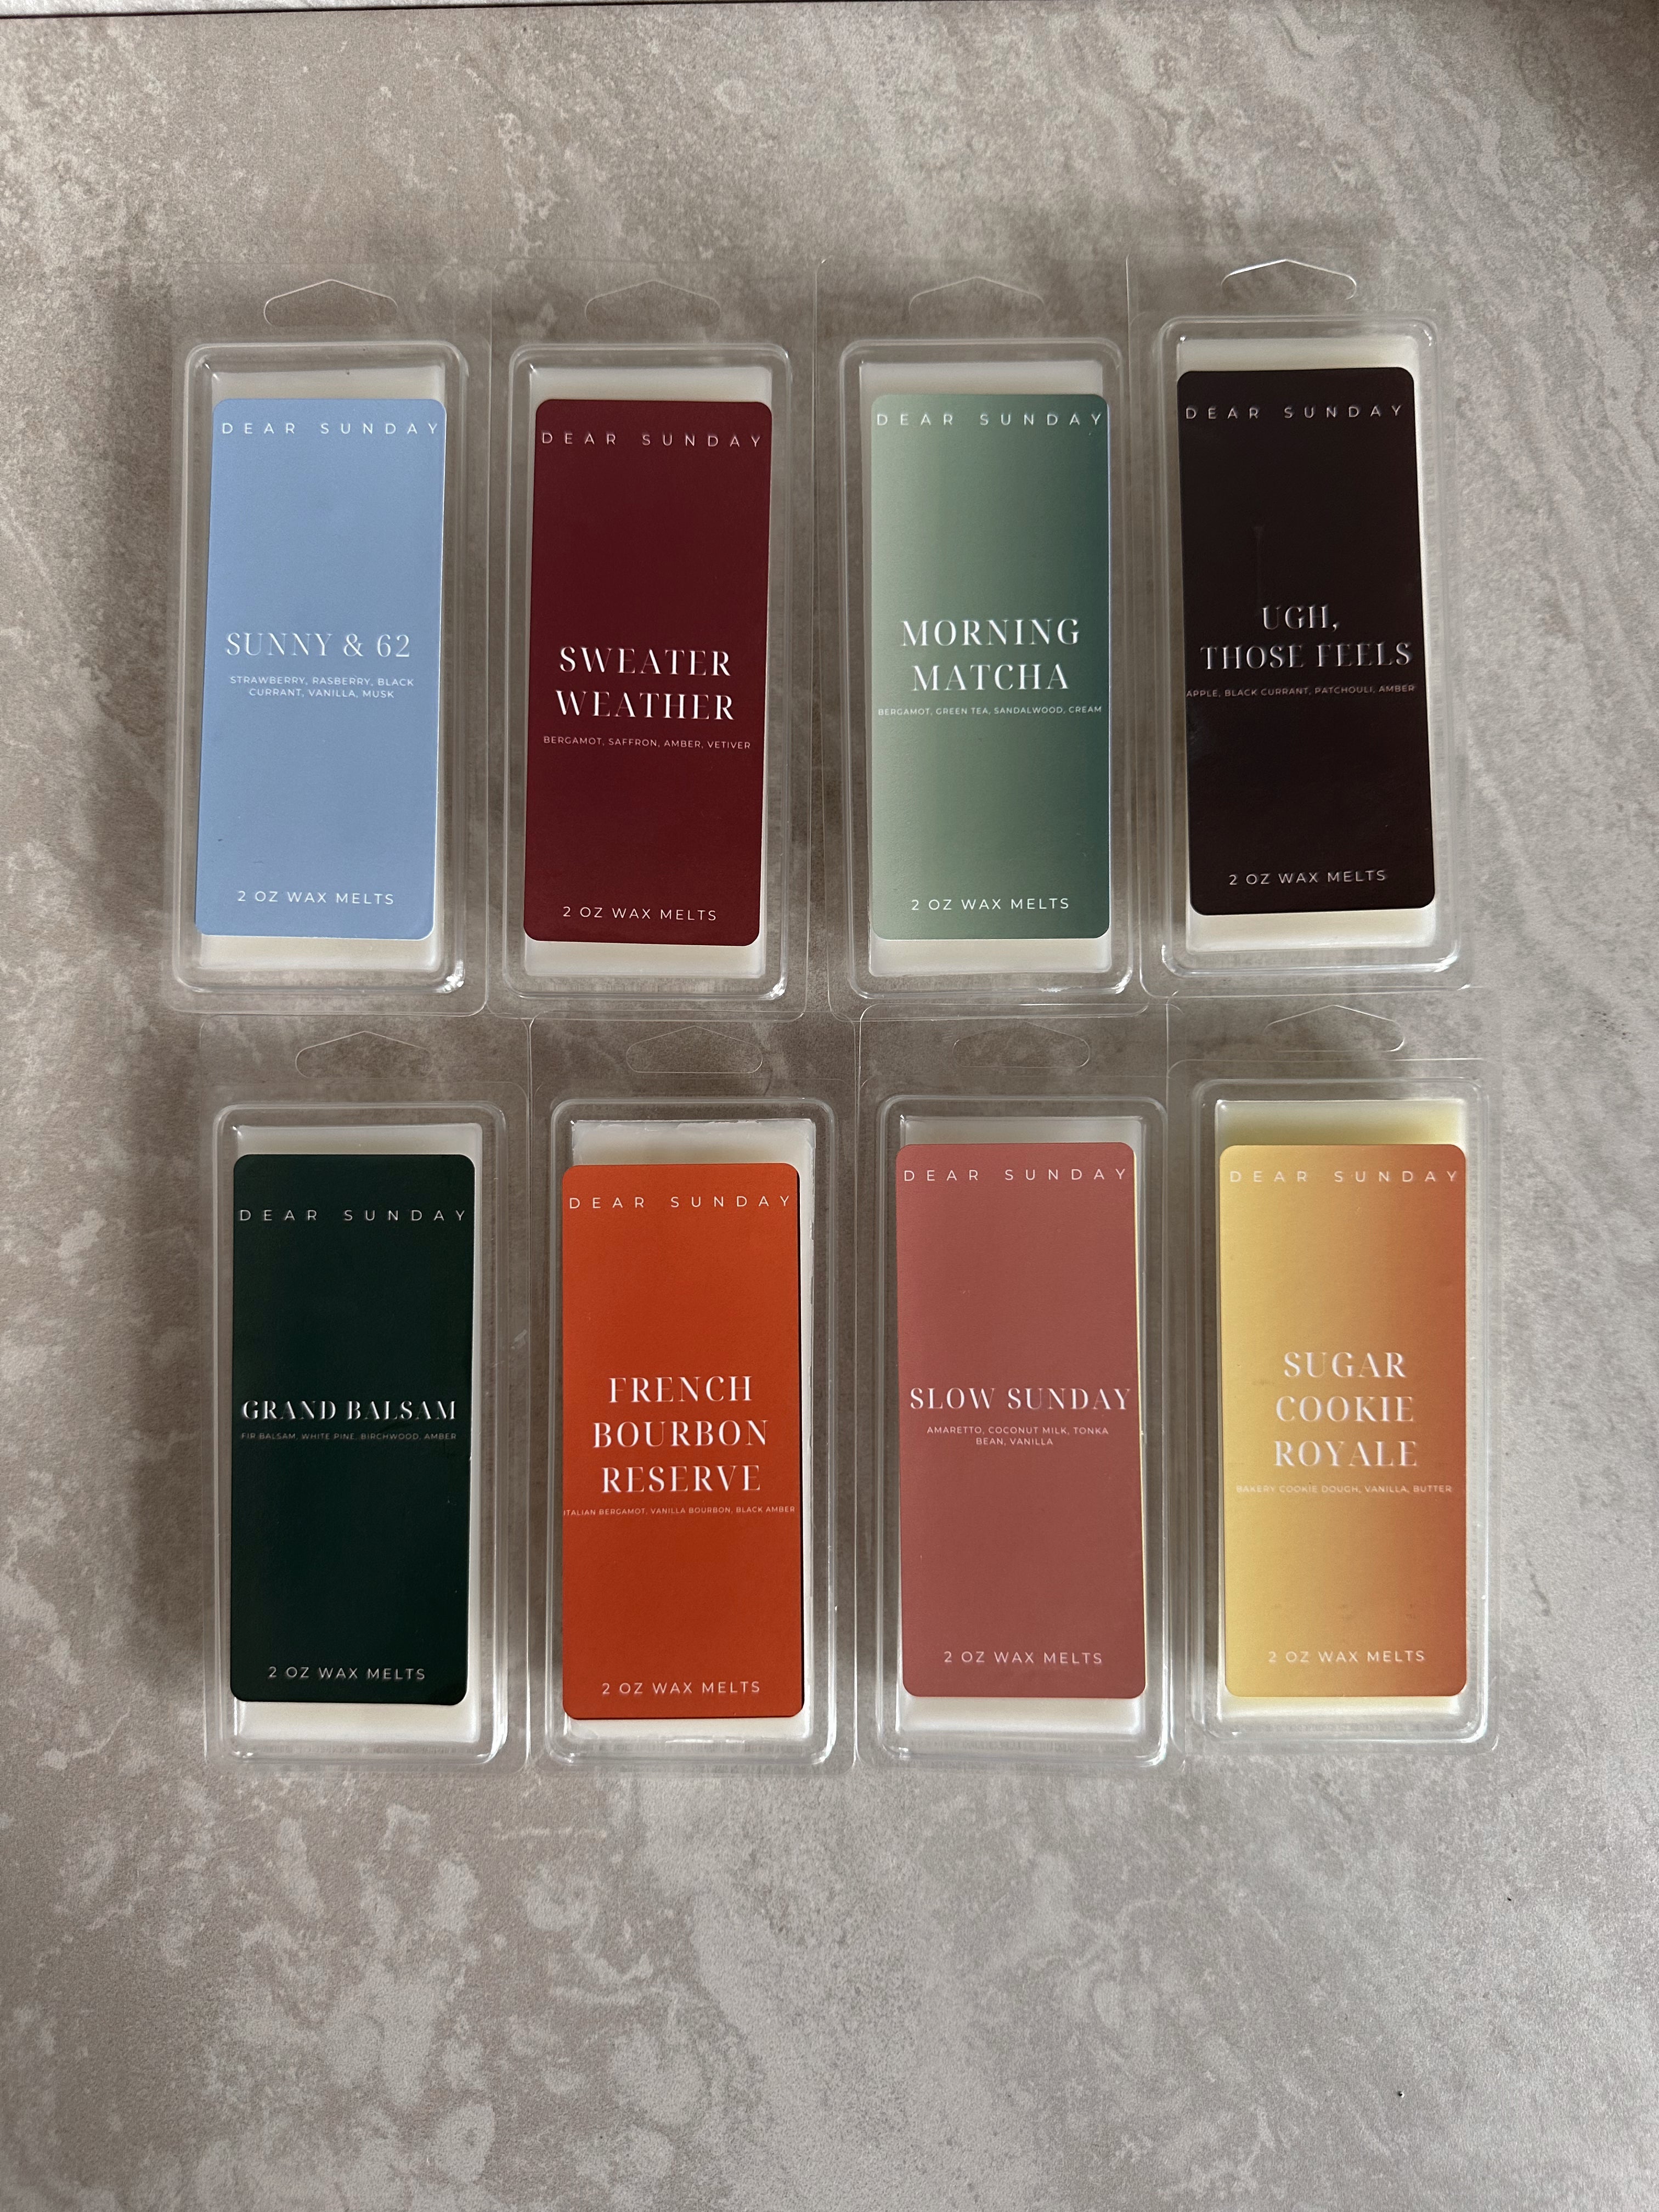 DEAR SUNDAY
SUNNY & 62
STRAWBERRY, RASBERRY, BLACK
CURRANT, VANILLA, MUSK
2 OZ WAX MELTS
DEAR SUNDAY
SWEATER
WEATHER
BERGAMOT, SAFFRON, AMBER, VETIVER
2 OZ WAX MELTS
DEAR SUNDAY
MORNING
MATCHA
BERGAMOT, GREEN TEA, SANDALWOOD, CREAM
2 OZ WAX MELTS
DEAR SUNDAY
UGH,
THOSE FEELS
APPLE, BLACK CURRANT, PATCHOULI, AMBER
2 OZ WAX MELTS
DEAR SUNDAY
GRAND BALSAM
FIR BALSAM, WHITE PINE, BIRCHWOOD, AMBER
2 OZ WAX MELTS
DEAR SUNDAY
FRENCH
BOURBON
RESERVE
ITALIAN BERGAMOT, VANILLA BOURBON, BLACK AMBER
2 OZ WAX MELTS
DEAR SUNDAY
SLOW SUNDAY
AMARETTO, COCONUT MILK, TONKA
BEAN, VANILLA
2 OZ WAX MELTS
DEAR SUNDAY
SUGAR
COOKIE
ROYALE
BAKERY COOKIE DOUGH, VANILLA, BUTTER
2 OZ WAX MELTS